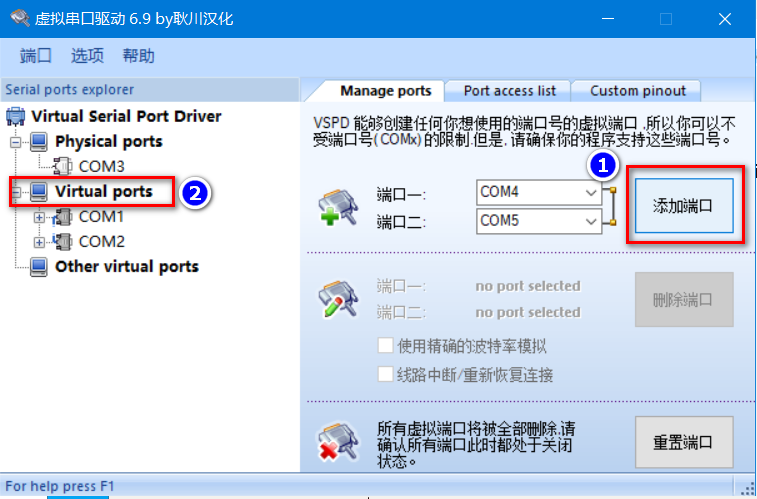 虚拟串口驱动 6.9 by耿川汉化
端口 选项 帮助
Serial ports explorer
Virtual Serial Port Driver
Physical ports
COM3
Virtual ports
2
COM1
COM2
Other virtual ports
Manage ports Port access list Custom pinout
VSPD 能够创建任何你想使用的端口号的虚拟端口,所以你可以不
受端口号(COMx)的限制.但是,请确保你的程序支持这些端口号。
1
端口一: COM4
端口二: COM5
添加端口
端口一: no port selected
端口二: no port selected
删除端口
使用精确的波特率模拟
线路中断/重新恢复连接
所有虚拟端口将被全部删除.请
确认所有端口此时都处于关闭
状态。
重置端口
For help press F1